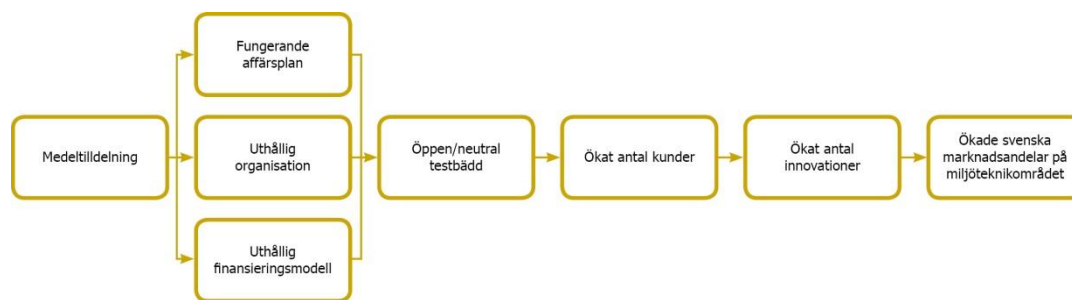 Medeltilldelning
Fungerande
affärsplan
Uthållig
organisation
Uthållig
finansieringsmodell
Öppen/neutral
testbädd
Ökat antal kunder
Ökat antal
innovationer
Ökade svenska
marknadsandelar på
miljöteknikområdet